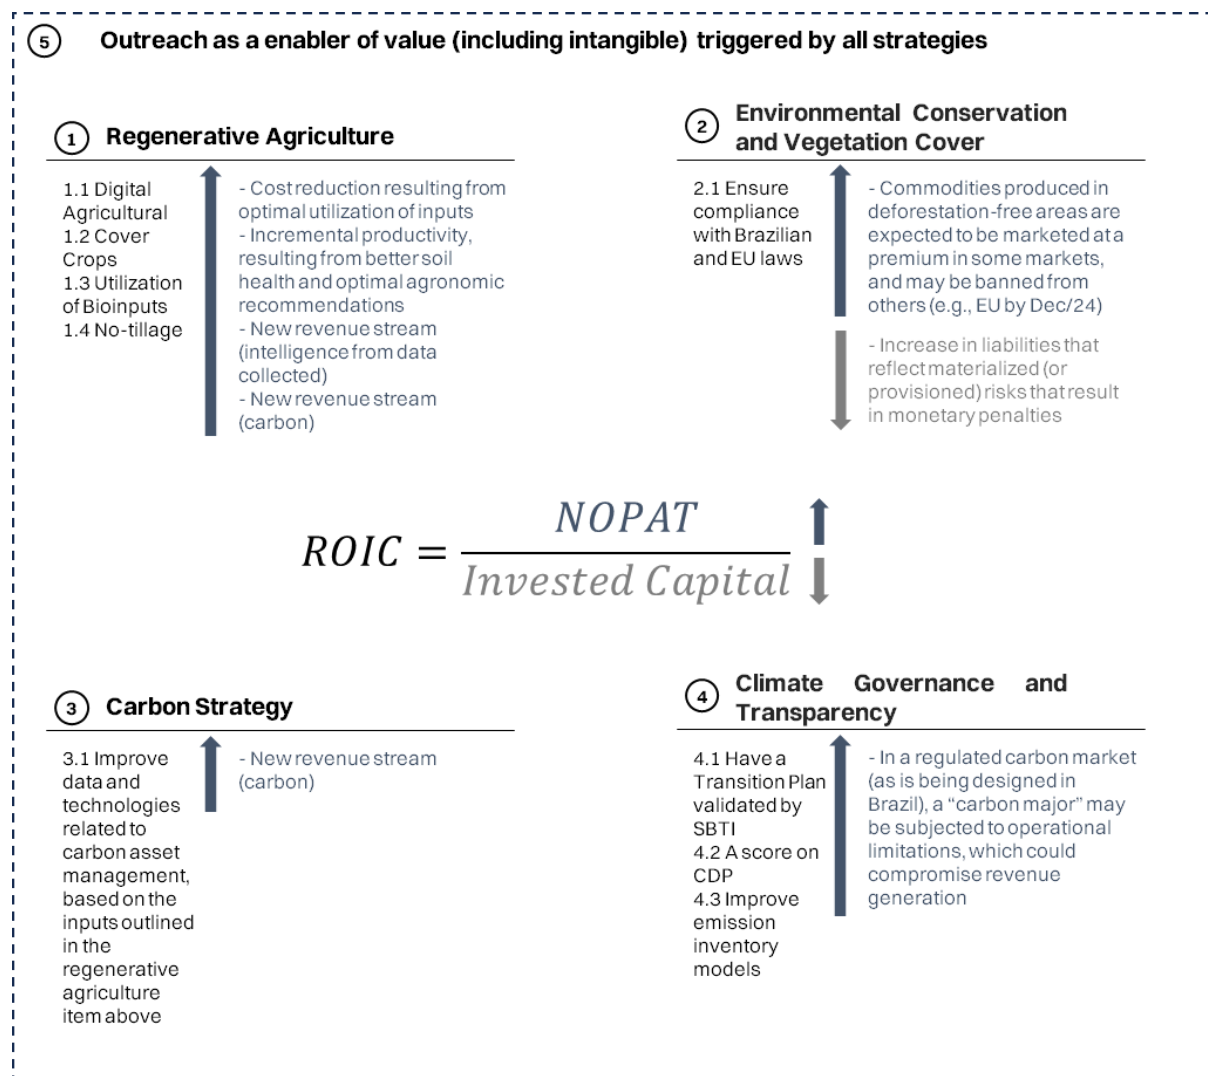 5 Outreach as a enabler of value (including intangible) triggered by all strategies
1 Regenerative Agriculture
1.1 Digital
Agricultural
1.2 Cover
Crops
1.3 Utilization
of Bioinputs
1.4 No-tillage
- Cost reduction resulting from
optimal utilization of inputs
- Incremental productivity,
resulting from better soil
health and optimal agronomic
recommendations
- New revenue stream
(intelligence from data
collected)
- New revenue stream
(carbon)
2 Environmental Conservation
and Vegetation Cover
2.1 Ensure
compliance
with Brazilian
and EU laws
- Commodities produced in
deforestation-free areas are
expected to be marketed at a
premium in some markets,
and may be banned from
others (e.g., EU by Dec/24)
- Increase in liabilities that
reflect materialized (or
provisioned) risks that result
in monetary penalties
ROIC = NOPAT
Invested Capital
3 Carbon Strategy
3.1 Improve
data and
technologies
related to
carbon asset
management,
based on the
inputs outlined
in the
regenerative
agriculture
item above
- New revenue stream
(carbon)
4 Climate Governance and
Transparency
4.1 Have a
Transition Plan
validated by
SBTI
4.2 A score on
CDP
4.3 Improve
emission
inventory
models
- In a regulated carbon market
(as is being designed in
Brazil), a “carbon major” may
be subjected to operational
limitations, which could
compromise revenue
generation